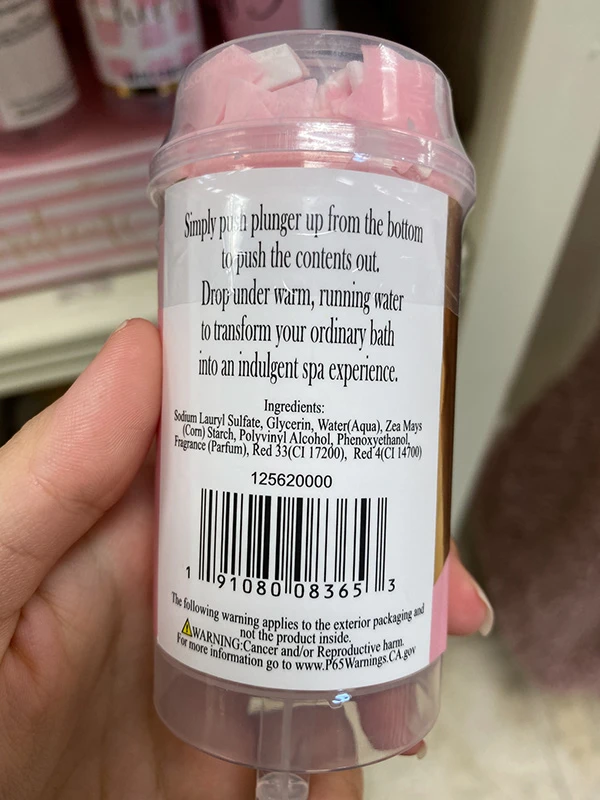 Simply push plunger up from the bottom
to push the contents out.
Drop under warm, running water
to transform your ordinary bath
into an indulgent spa experience.
Ingredients:
Sodium Lauryl Sulfate, Glycerin, Water(Aqua), Zea Mays
(Corn) Starch, Polyvinyl Alcohol, Phenoxyethanol,
Fragrance (Parfum), Red 33(CI 17200), Red 4(CI 14700)
125620000
1 91080 08365 3
The following warning applies to the exterior packaging and
not the product inside.
WARNING:Cancer and/or Reproductive harm.
For more information go to www.P65Warnings.CA.gov